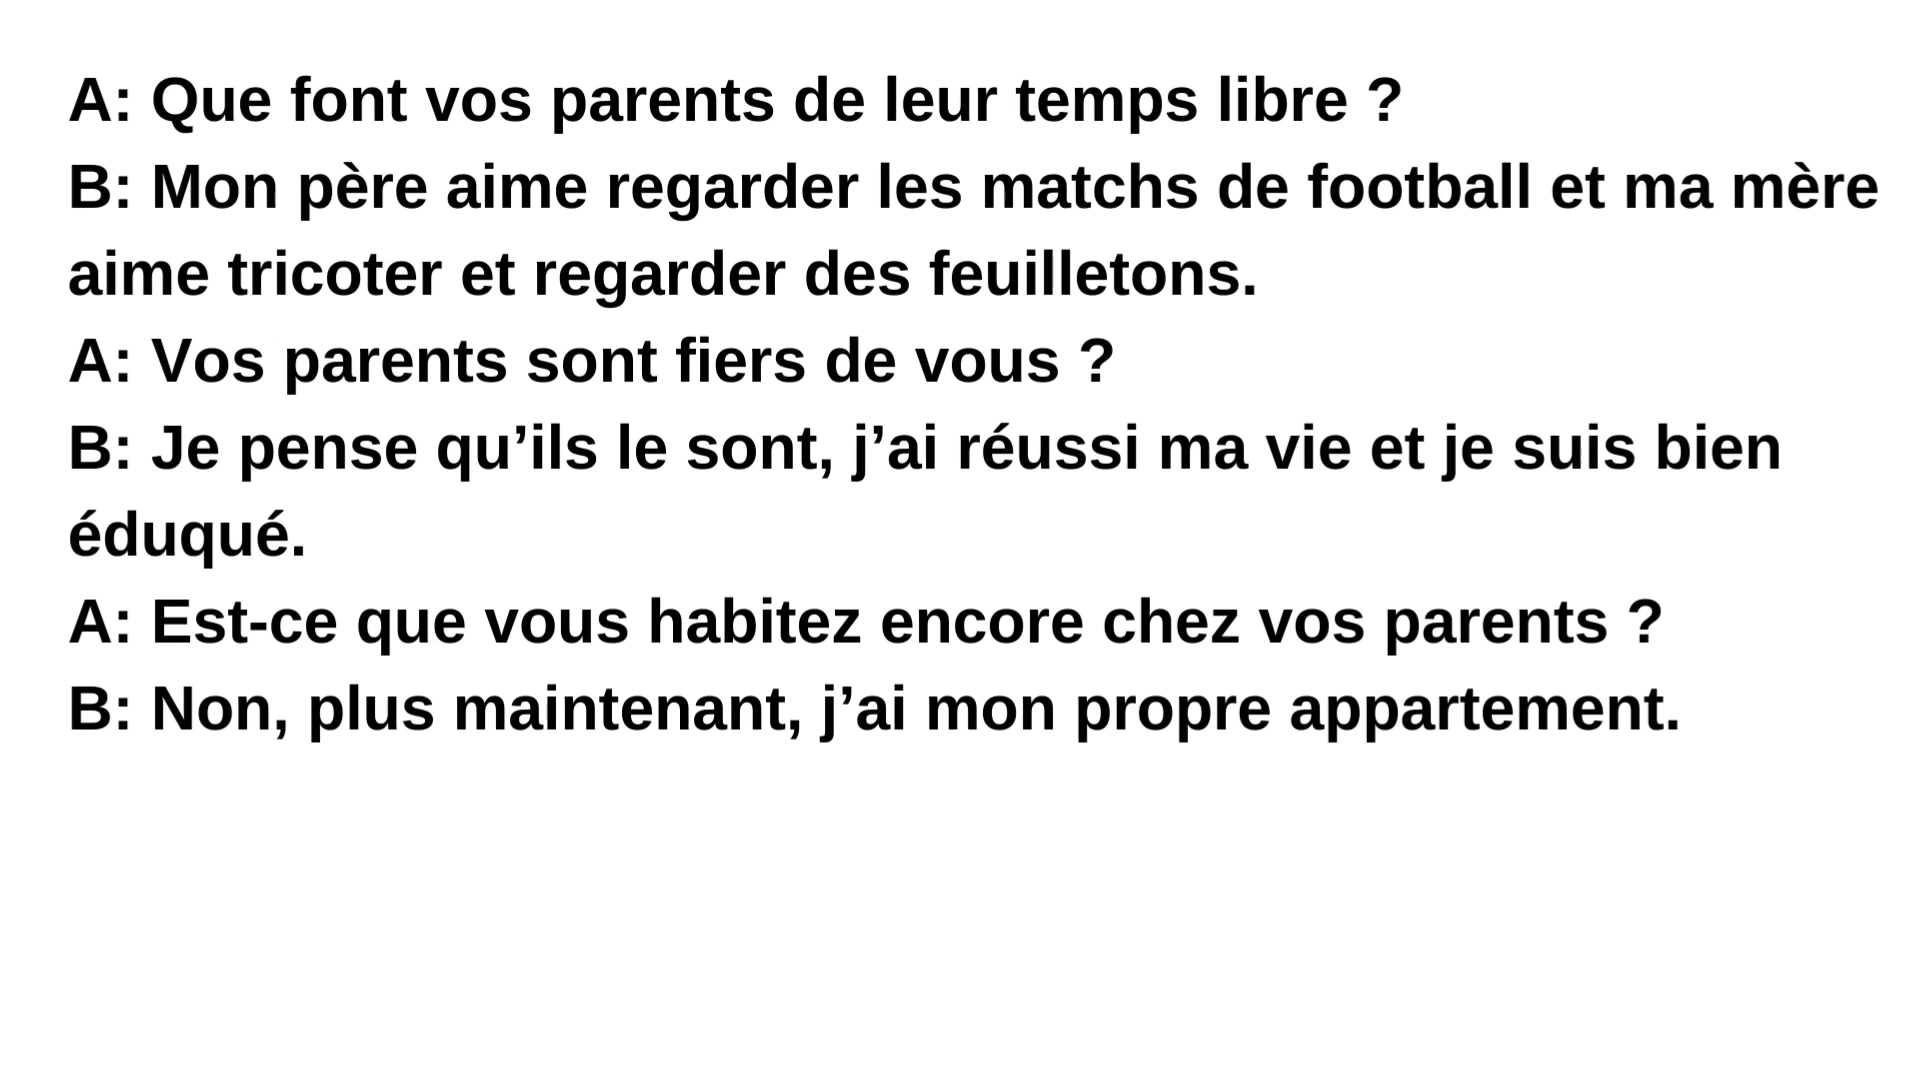 A: Que font vos parents de leur temps libre ?
B: Mon père aime regarder les matchs de football et ma mère
aime tricoter et regarder des feuilletons.
A: Vos parents sont fiers de vous ?
B: Je pense qu’ils le sont, j’ai réussi ma vie et je suis bien
éduqué.
A: Est-ce que vous habitez encore chez vos parents ?
B: Non, plus maintenant, j’ai mon propre appartement.